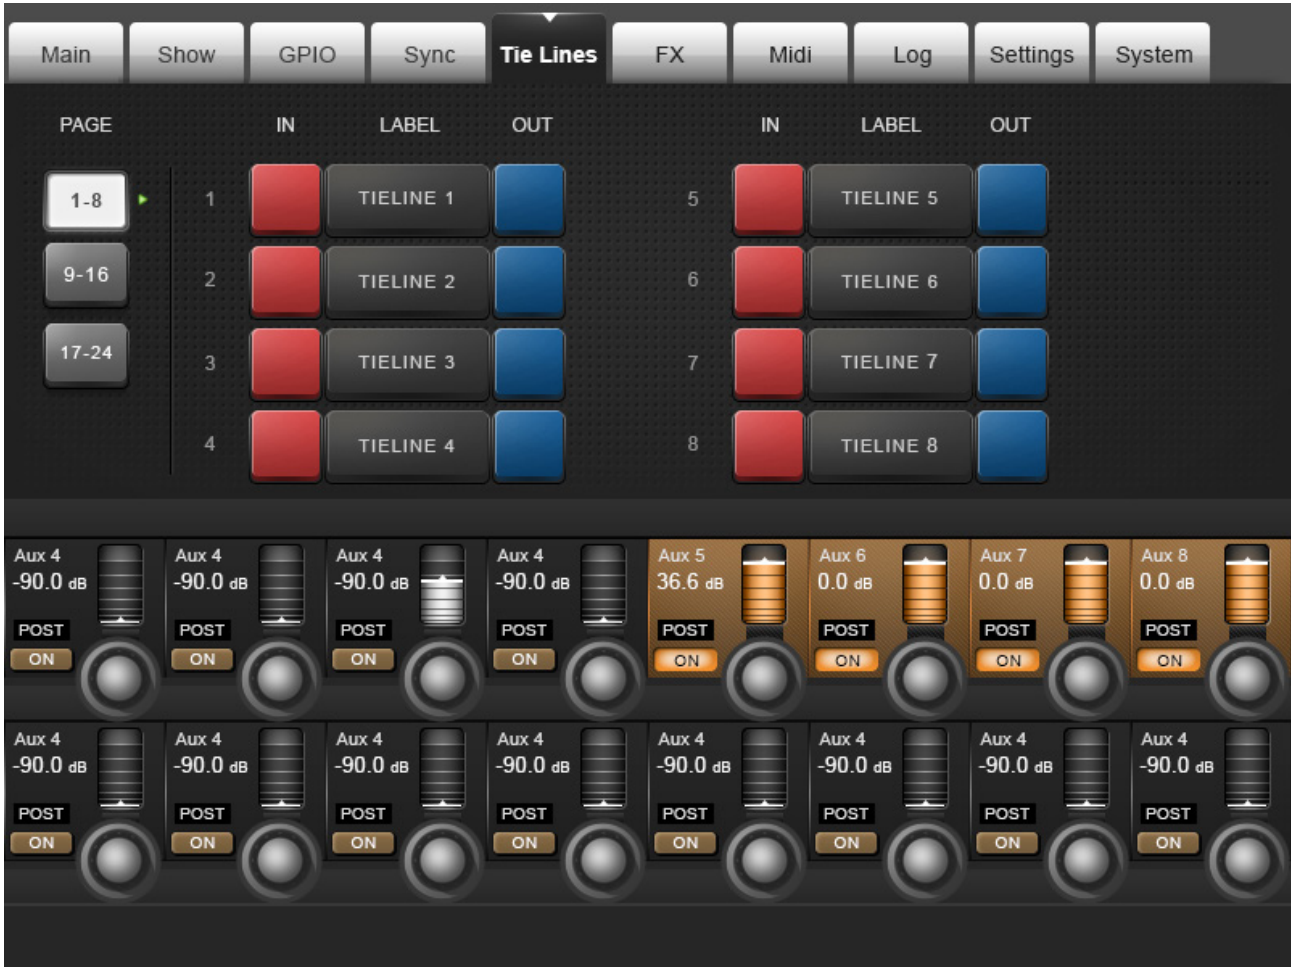 Main Show GPIO Sync Tie Lines FX Midi Log Settings System
PAGE IN LABEL OUT IN LABEL OUT
1-8 1 TIELINE 1 5 TIELINE 5
9-16 2 TIELINE 2 6 TIELINE 6
17-24 3 TIELINE 3 7 TIELINE 7
4 TIELINE 4 8 TIELINE 8
Aux 4 Aux 4 Aux 4 Aux 4 Aux 5 Aux 6 Aux 7 Aux 8
-90.0 dB -90.0 dB -90.0 dB -90.0 dB 36.6 dB 0.0 dB 0.0 dB 0.0 dB
POST POST POST POST POST POST POST POST
ON ON ON ON ON ON ON ON
Aux 4 Aux 4 Aux 4 Aux 4 Aux 4 Aux 4 Aux 4 Aux 4
-90.0 dB -90.0 dB -90.0 dB -90.0 dB -90.0 dB -90.0 dB -90.0 dB -90.0 dB
POST POST POST POST POST POST POST POST
ON ON ON ON ON ON ON ON